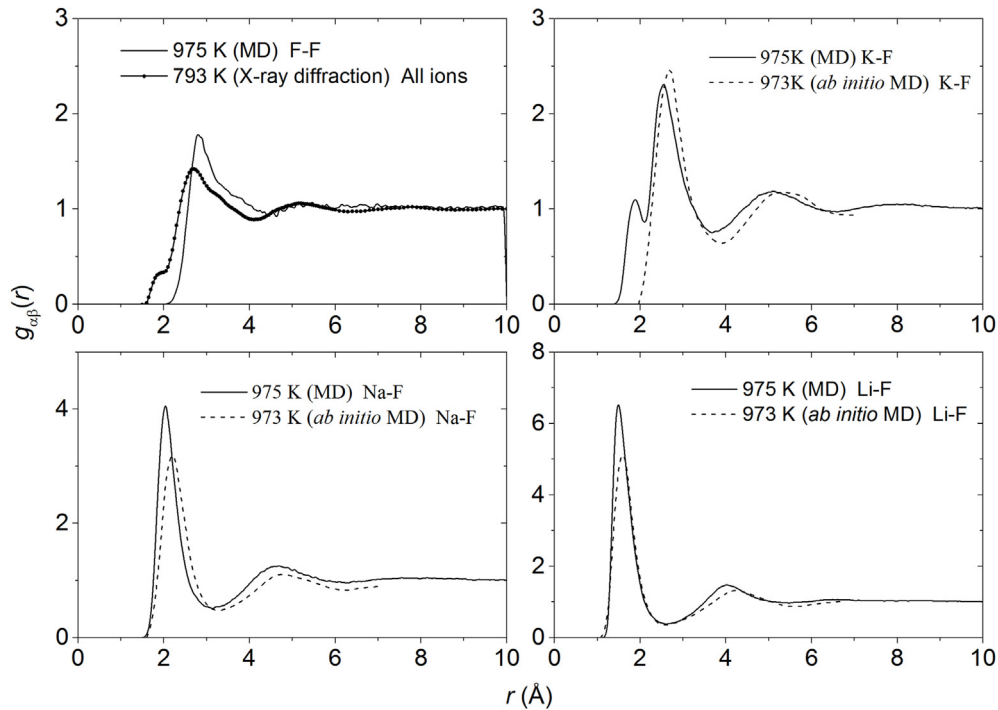 975 K (MD) F-F
793 K (X-ray diffraction) All ions
3
2
1
0
0 2 4 6 8 10
975K (MD) K-F
973K (ab initio MD) K-F
3
2
1
0
0 2 4 6 8 10
gαβ(r)
975 K (MD) Na-F
973 K (ab initio MD) Na-F
4
2
0
0 2 4 6 8 10
975 K (MD) Li-F
973 K (ab initio MD) Li-F
8
6
4
2
0
0 2 4 6 8 10
r (Å)